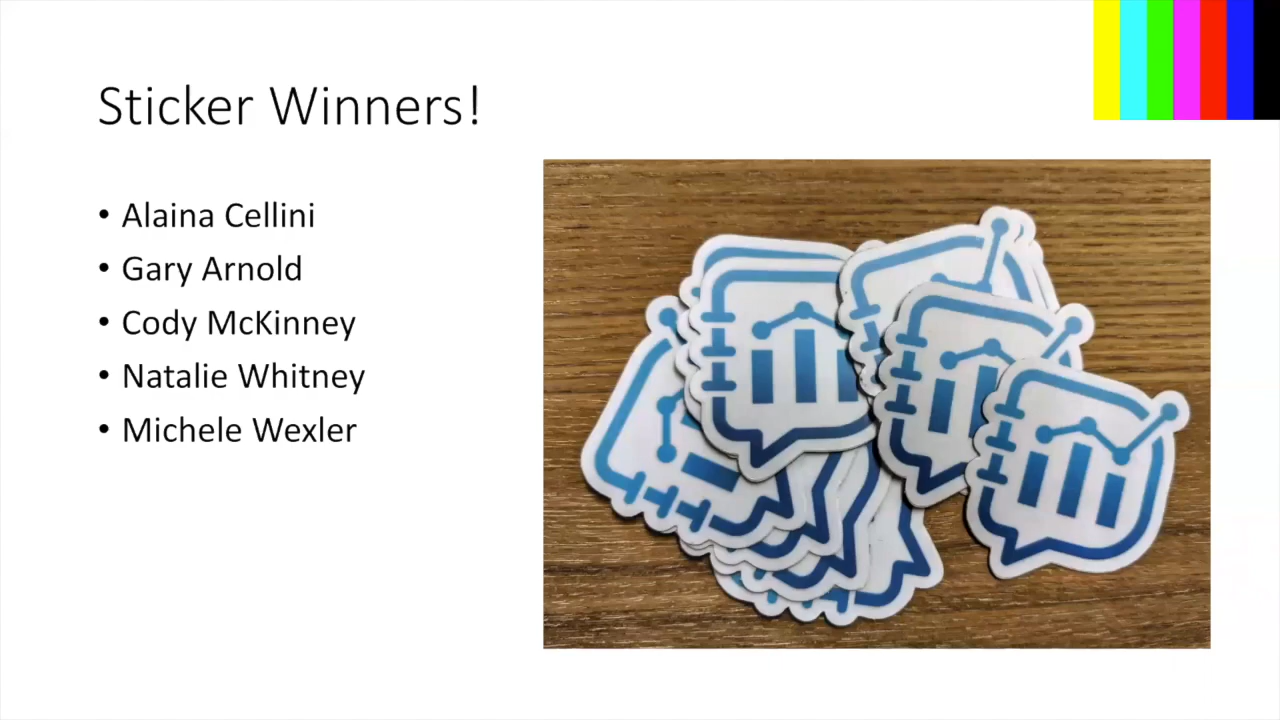 Sticker Winners!
• Alaina Cellini
• Gary Arnold
• Cody McKinney
• Natalie Whitney
• Michele Wexler